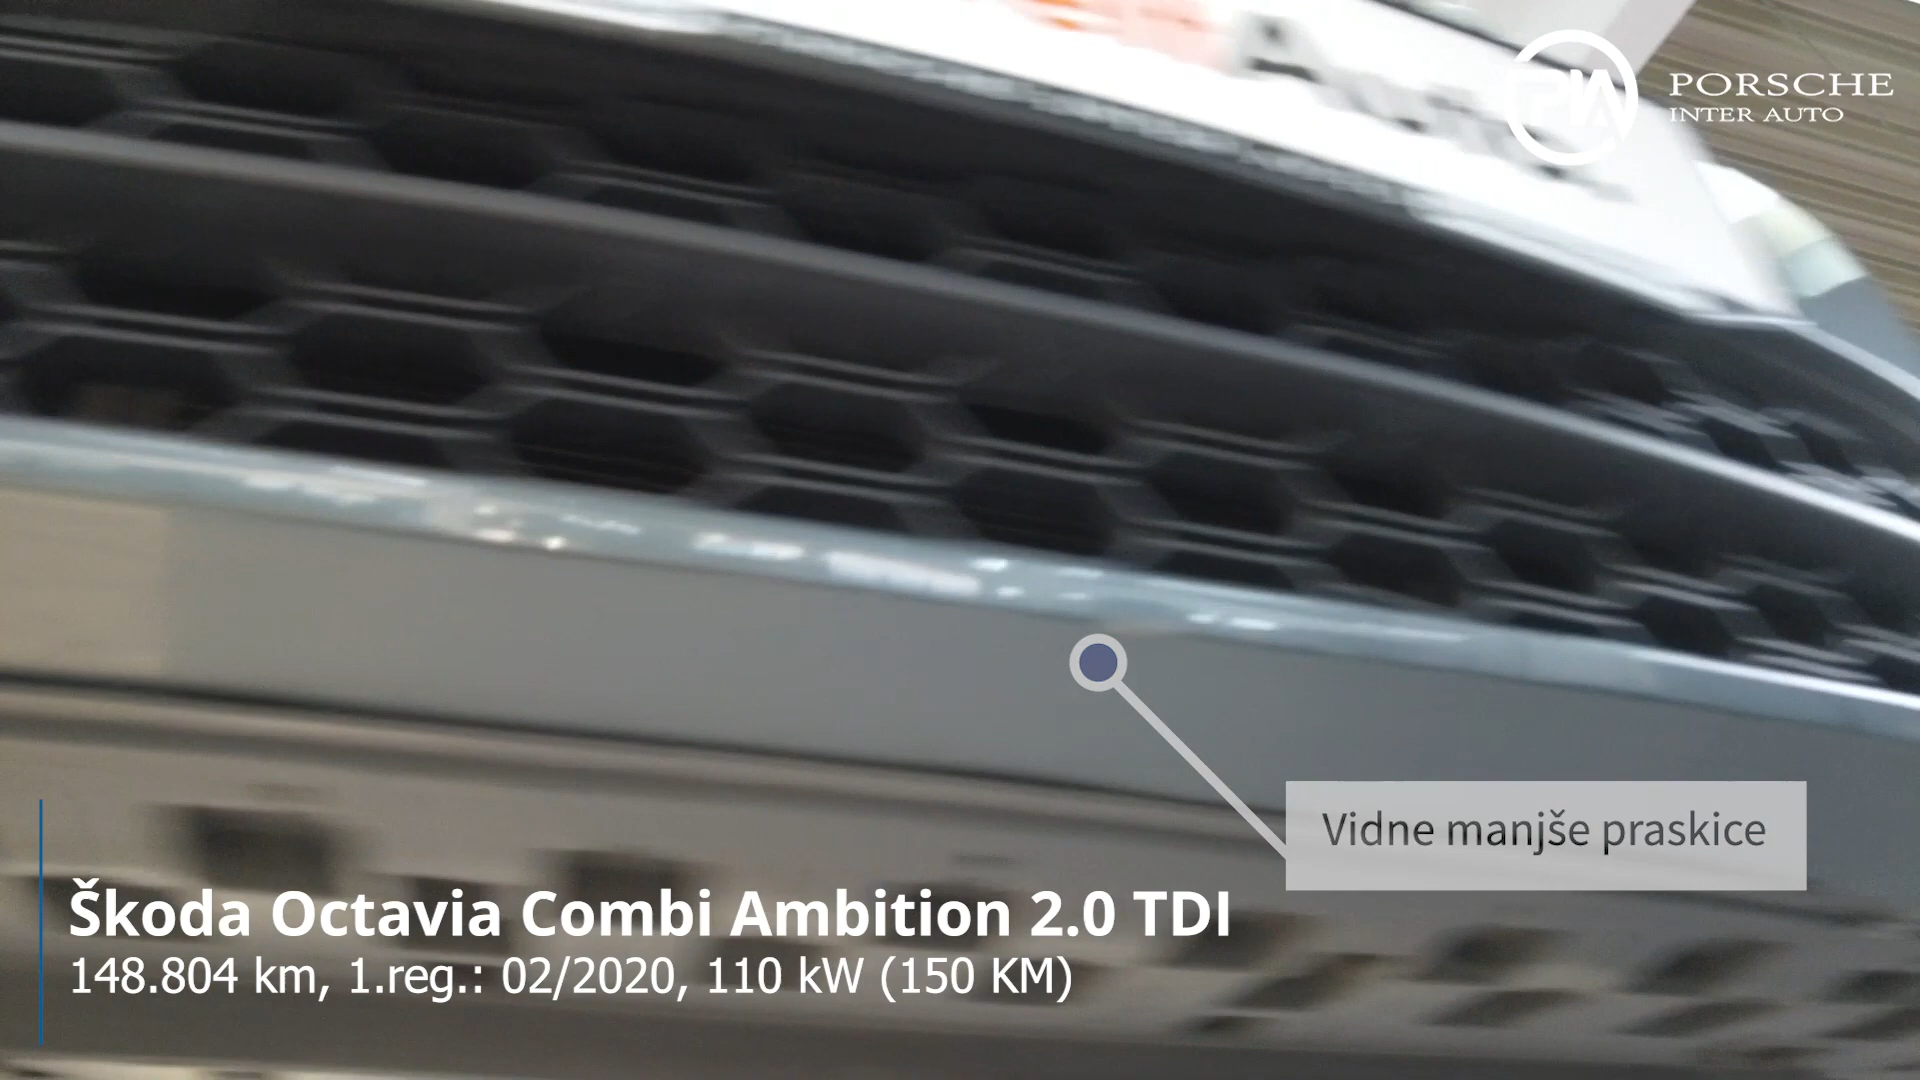 PIA
PORSCHE
INTER AUTO
Vidne manjše praskice
Škoda Octavia Combi Ambition 2.0 TDI
148.804 km, 1.reg.: 02/2020, 110 kW (150 KM)